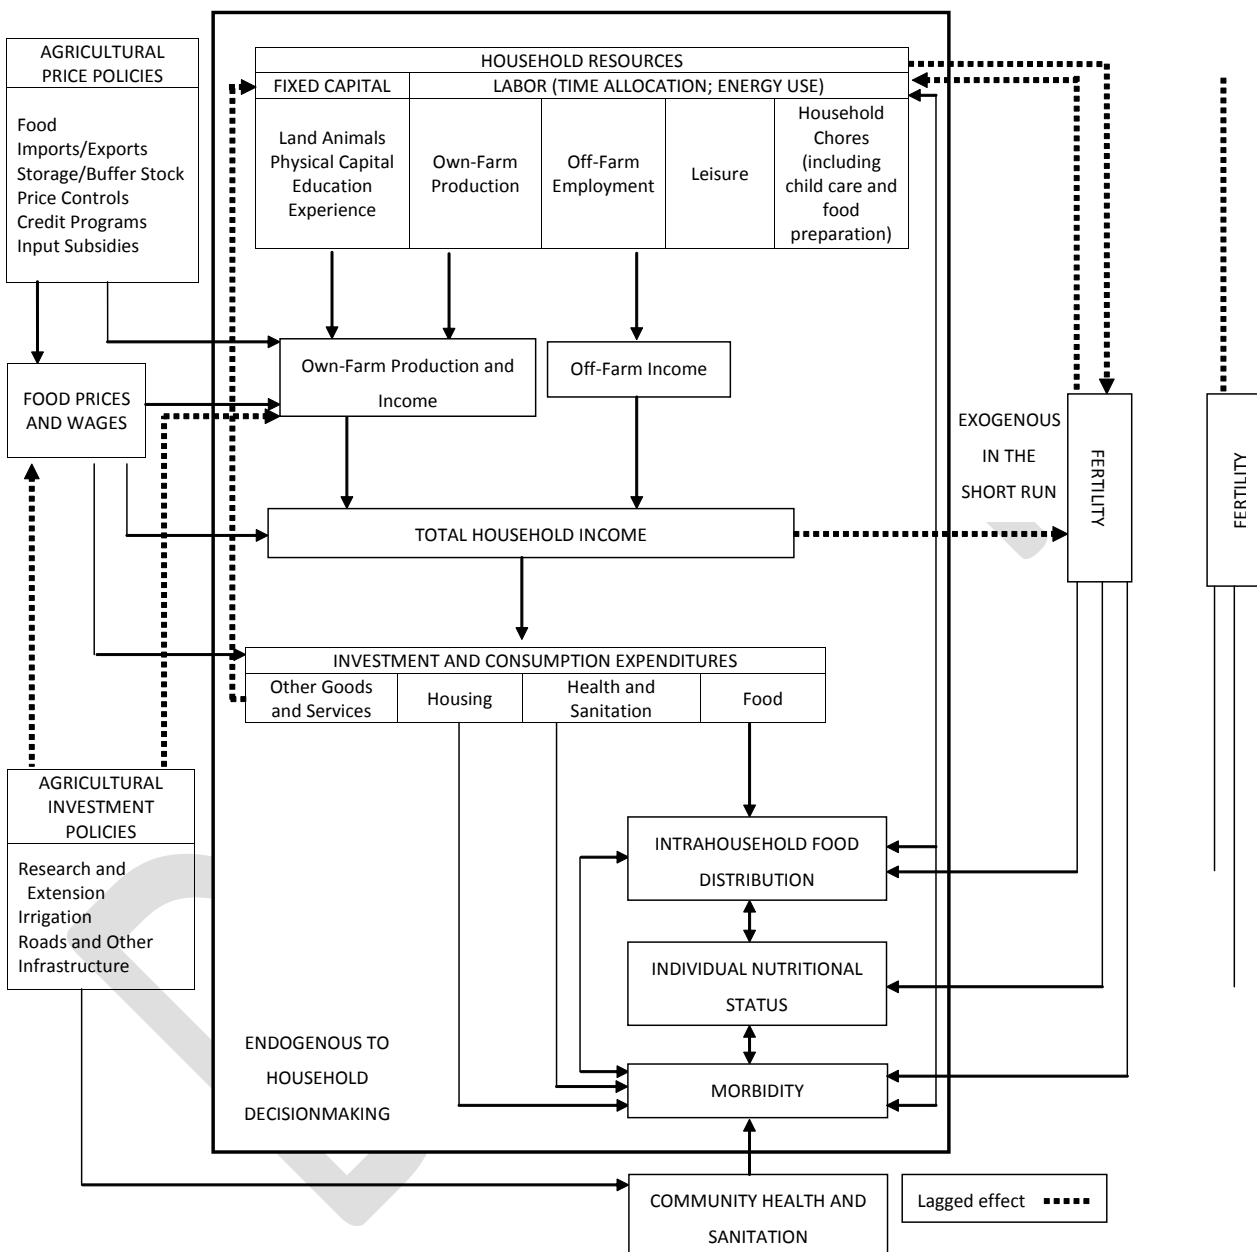 AGRICULTURAL
PRICE POLICIES
Food
Imports/Exports
Storage/Buffer Stock
Price Controls
Credit Programs
Input Subsidies
HOUSEHOLD RESOURCES
FIXED CAPITAL
LABOR (TIME ALLOCATION; ENERGY USE)
Land Animals
Physical Capital
Education
Experience
Own-Farm
Production
Off-Farm
Employment
Leisure
Household
Chores
(including
child care and
food
preparation)
FOOD PRICES
AND WAGES
Own-Farm Production and
Income
Off-Farm Income
EXOGENOUS
IN THE
SHORT RUN
FERTILITY
FERTILITY
TOTAL HOUSEHOLD INCOME
INVESTMENT AND CONSUMPTION EXPENDITURES
Other Goods
and Services
Housing
Health and
Sanitation
Food
AGRICULTURAL
INVESTMENT
POLICIES
Research and
Extension
Irrigation
Roads and Other
Infrastructure
INTRAHOUSEHOLD FOOD
DISTRIBUTION
INDIVIDUAL NUTRITIONAL
STATUS
ENDOGENOUS TO
HOUSEHOLD
DECISIONMAKING
MORBIDITY
COMMUNITY HEALTH AND
SANITATION
Lagged effect